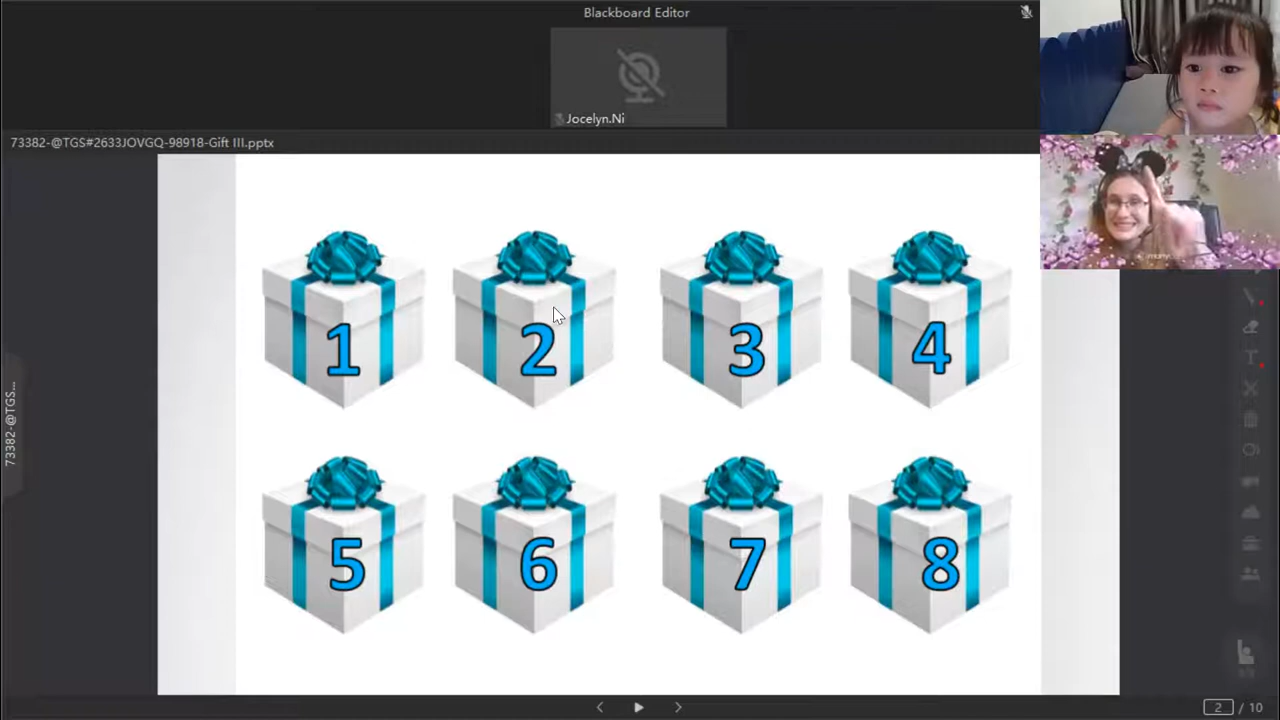 Blackboard Editor
Jocelyn.Ni
73382-@TGS#2633JOVGQ-98918-Gift III.pptx
1 2 3 4
5 6 7 8
73382-@TGS...
2 / 10